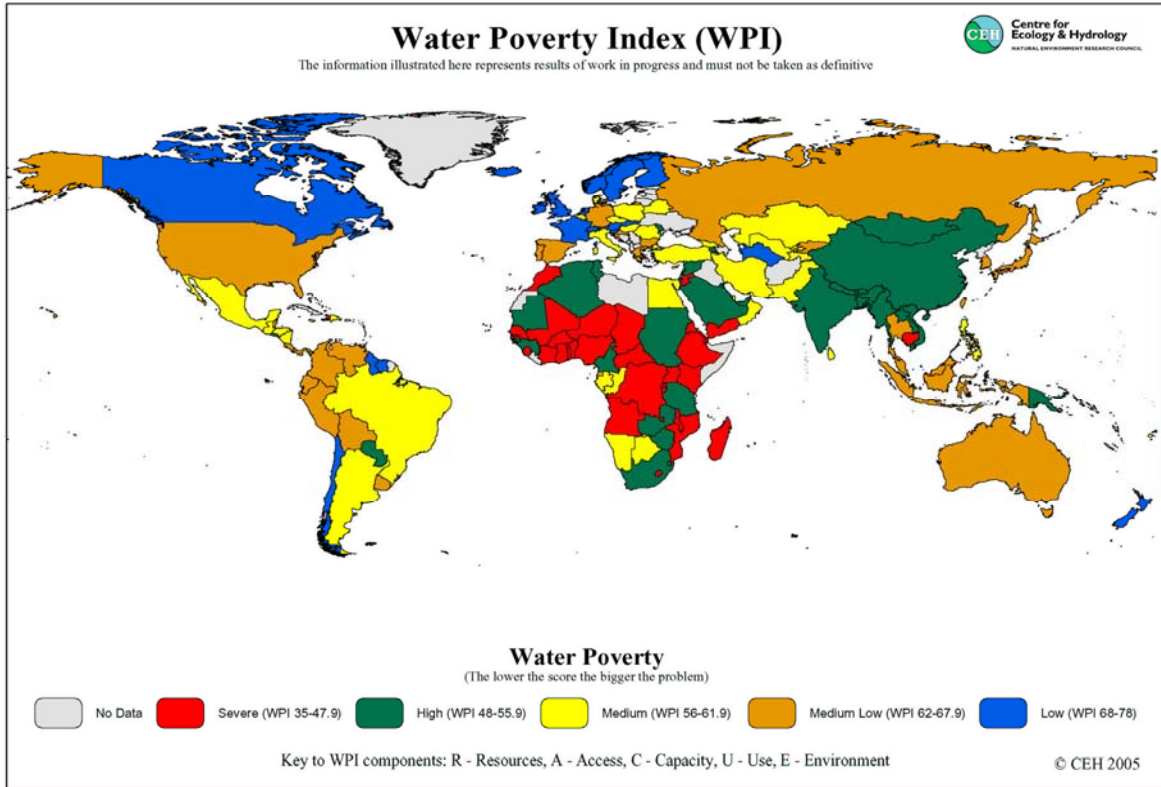 Water Poverty Index (WPI)
The information illustrated here represents results of work in progress and must not be taken as definitive
CEH
Centre for
Ecology & Hydrology
NATURAL ENVIRONMENT RESEARCH COUNCIL
Water Poverty
(The lower the score the bigger the problem)
No Data
Severe (WPI 35-47.9)
High (WPI 48-55.9)
Medium (WPI 56-61.9)
Medium Low (WPI 62-67.9)
Low (WPI 68-78)
Key to WPI components: R - Resources, A - Access, C - Capacity, U - Use, E - Environment
© CEH 2005